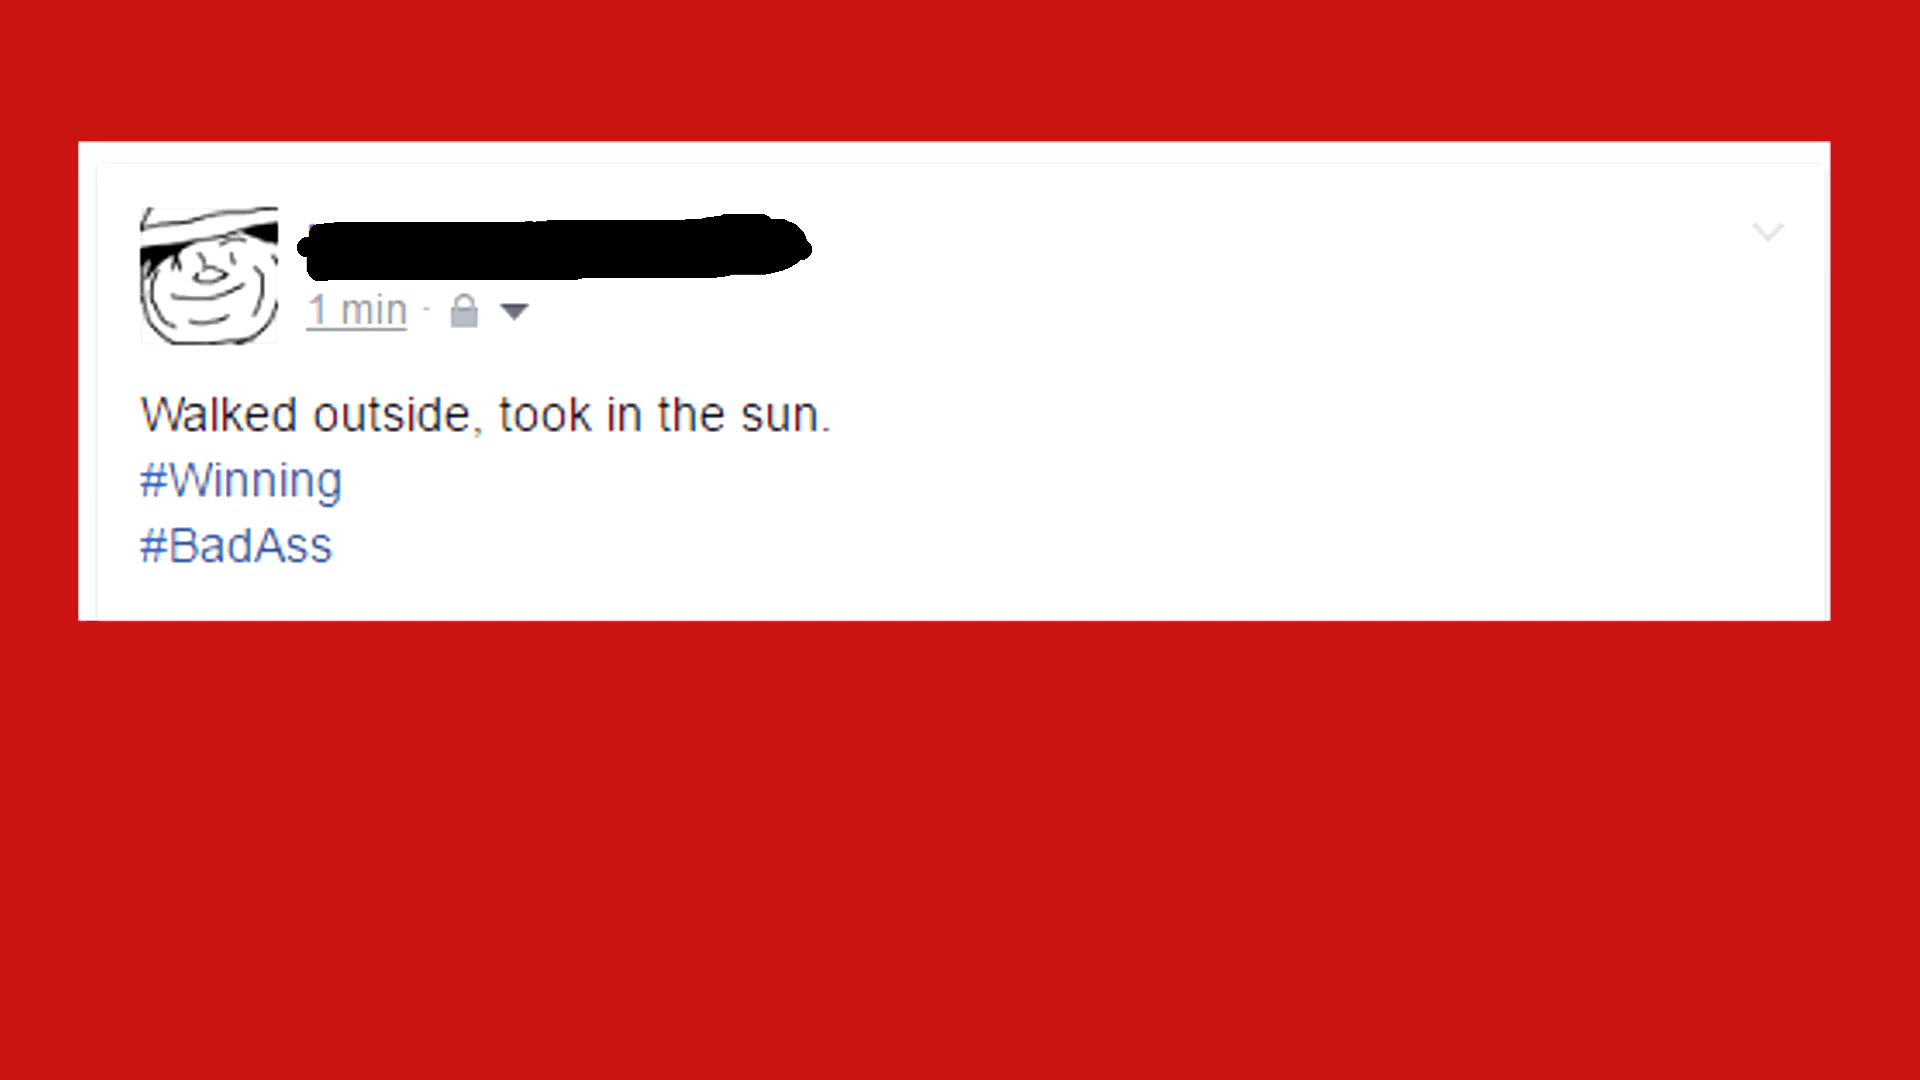 1 min ·
Walked outside, took in the sun.
#Winning
#BadAss